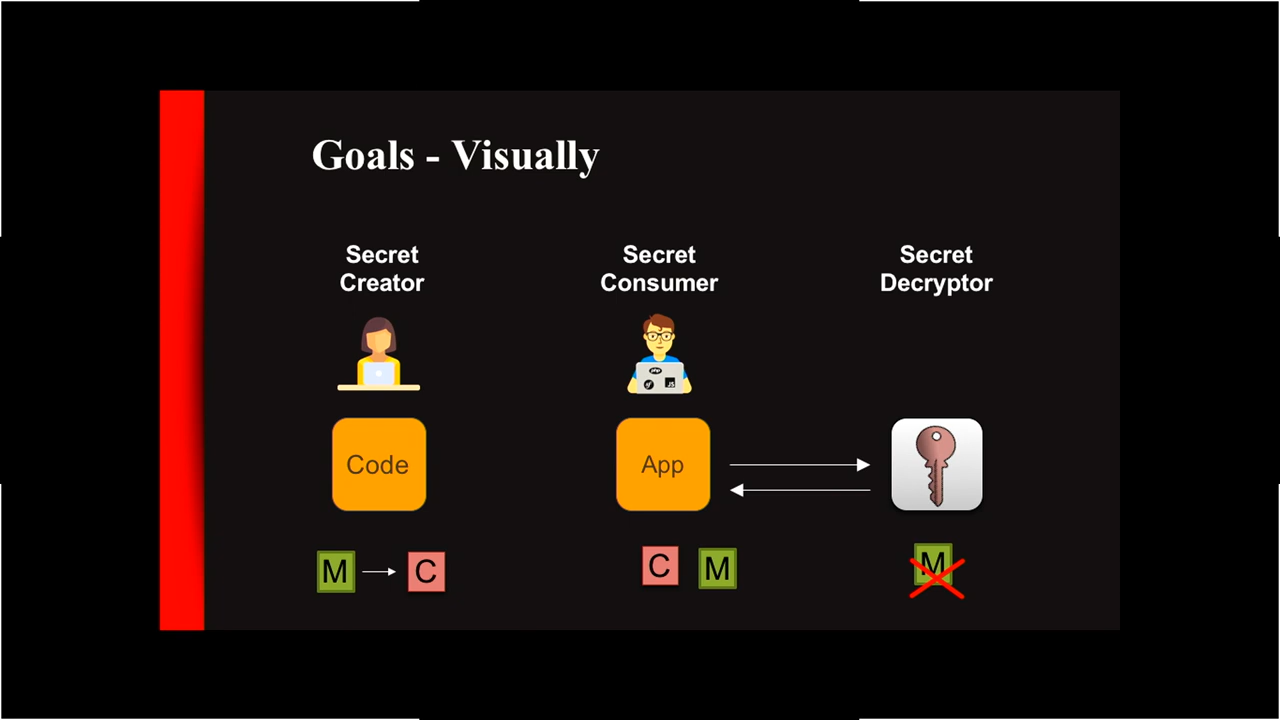 Goals - Visually
Secret
Creator
Secret
Consumer
Secret
Decryptor
Code
App
M
C
C
M
M